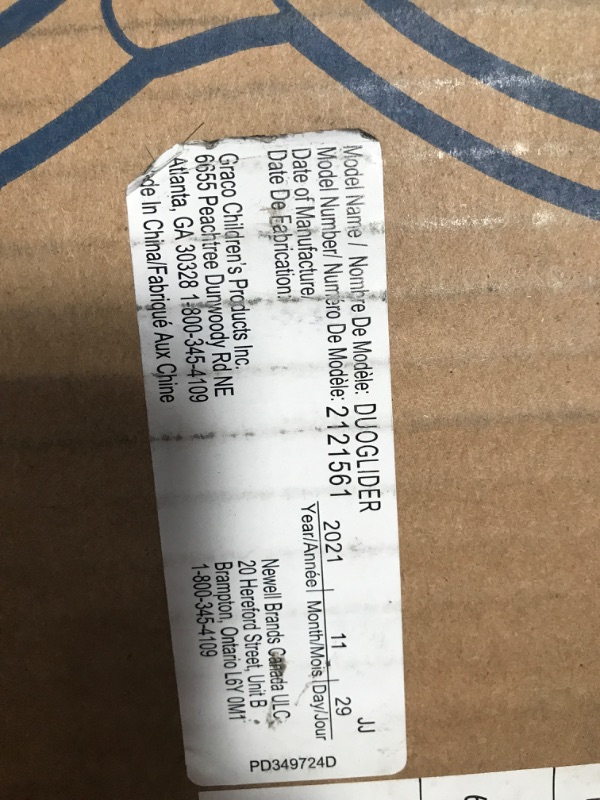 Model Name / Nombre De Modèle: DUOGLIDER
Model Number/ Numéro De Modèle: 2121561
Date of Manufacture/
Date De Fabrication:
2021 11 29 JJ
Year/Année Month/Mois Day/Jour
Graco Children's Products Inc.
6655 Peachtree Dunwoody Rd NE
Atlanta, GA 30328 1-800-345-4109
de In China/Fabriqué Aux Chine
Newell Brands Canada ULC
20 Hereford Street, Unit B
Brampton, Ontario L6Y 0M1
1-800-345-4109
PD349724D